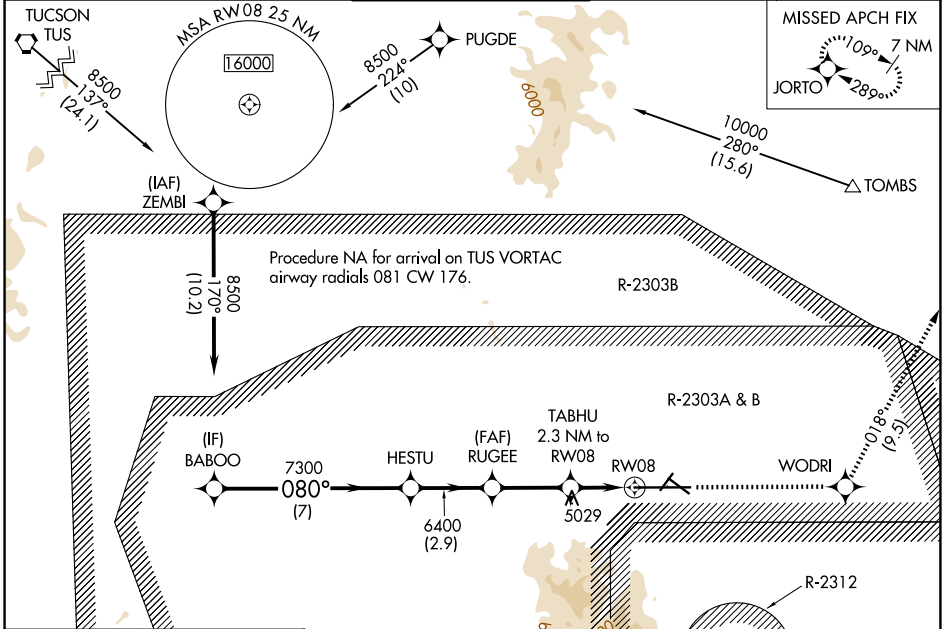 TUCSON
TUS
8500
137°
(24.1)
MSA RW08 25 NM
16000
8500
224°
(10)
PUGDE
6000
MISSED APCH FIX
109°
7 NM
JORTO
289°
10000
280°
(15.6)
TOMBS
(IAF)
ZEMBI
8500
170°
(10.2)
Procedure NA for arrival on TUS VORTAC
airway radials 081 CW 176.
R-2303B
R-2303A & B
018°
(9.5)
(IF)
BABOO
7300
080°
(7)
HESTU
6400
(2.9)
(FAF)
RUGEE
TABHU
2.3 NM to
RW08
5029
RW08
WODRI
R-2312